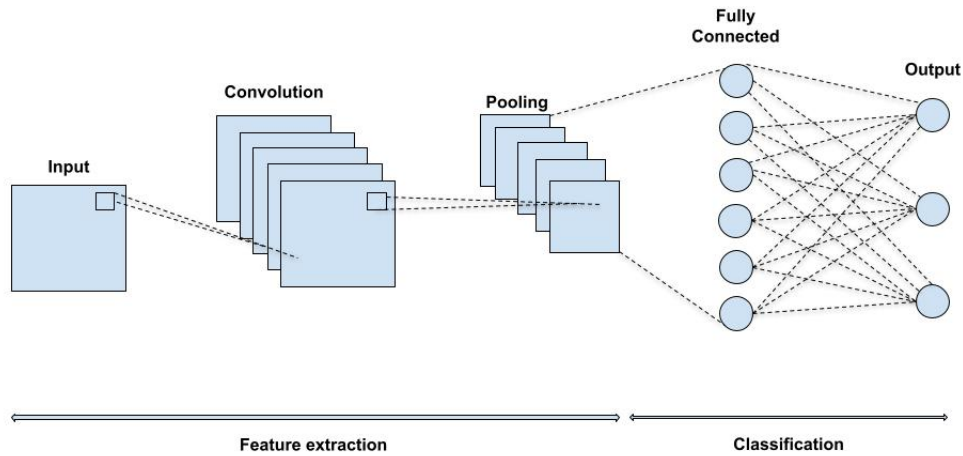 Fully
Connected
Output
Convolution
Pooling
Input
Feature extraction
Classification